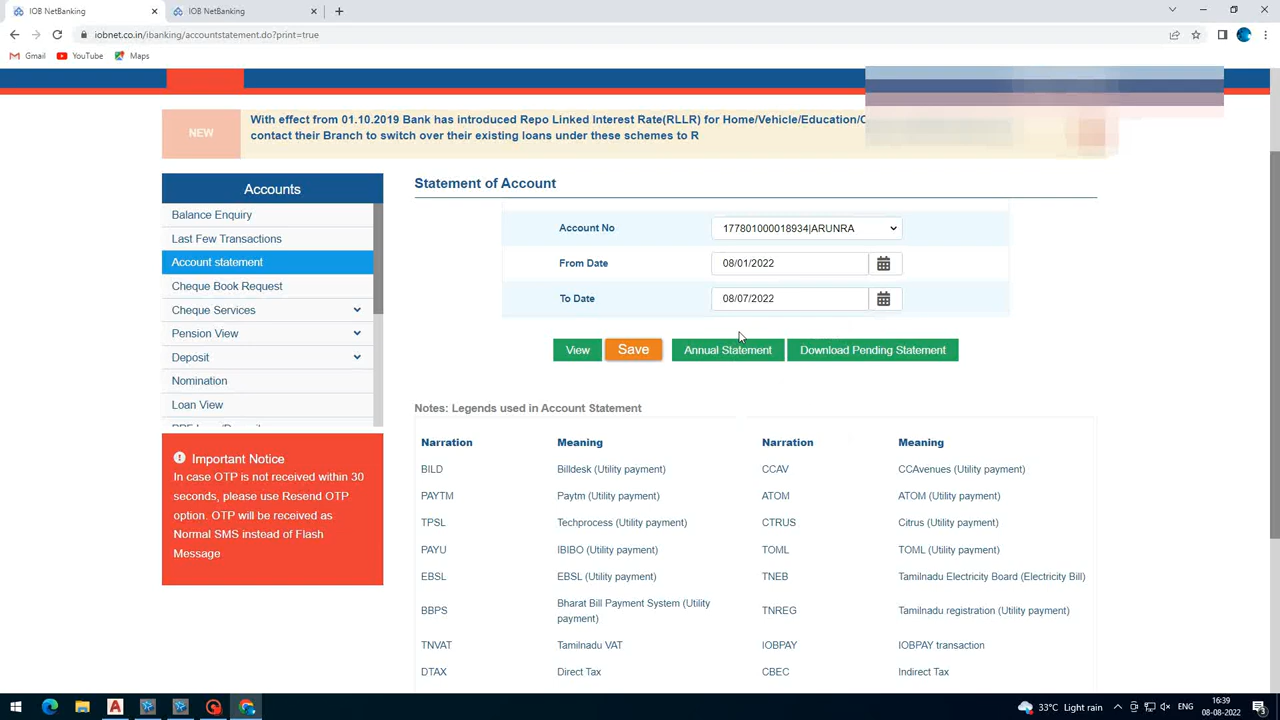 IOB NetBanking
IOB NetBanking
iobnet.co.in/ibanking/accountstatement.do?print=true
Gmail
YouTube
Maps
NEW
With effect from 01.10.2019 Bank has introduced Repo Linked Interest Rate(RLLR) for Home/Vehicle/Education/
contact their Branch to switch over their existing loans under these schemes to R
Accounts
Balance Enquiry
Last Few Transactions
Account statement
Cheque Book Request
Cheque Services
Pension View
Deposit
Nomination
Loan View
Important Notice
In case OTP is not received within 30
seconds, please use Resend OTP
option. OTP will be received as
Normal SMS instead of Flash
Message
Statement of Account
Account No
177801000018934|ARUNRA
From Date
08/01/2022
To Date
08/07/2022
View
Save
Annual Statement
Download Pending Statement
Notes: Legends used in Account Statement
Narration Meaning Narration Meaning
BILD Billdesk (Utility payment) CCAV CCAvenues (Utility payment)
PAYTM Paytm (Utility payment) ATOM ATOM (Utility payment)
TPSL Techprocess (Utility payment) CTRUS Citrus (Utility payment)
PAYU IBIBO (Utility payment) TOML TOML (Utility payment)
EBSL EBSL (Utility payment) TNEB Tamilnadu Electricity Board (Electricity Bill)
BBPS Bharat Bill Payment System (Utility
payment) TNREG Tamilnadu registration (Utility payment)
TNVAT Tamilnadu VAT IOBPAY IOBPAY transaction
DTAX Direct Tax CBEC Indirect Tax
33°C Light rain
ENG
16:39
08-08-2022